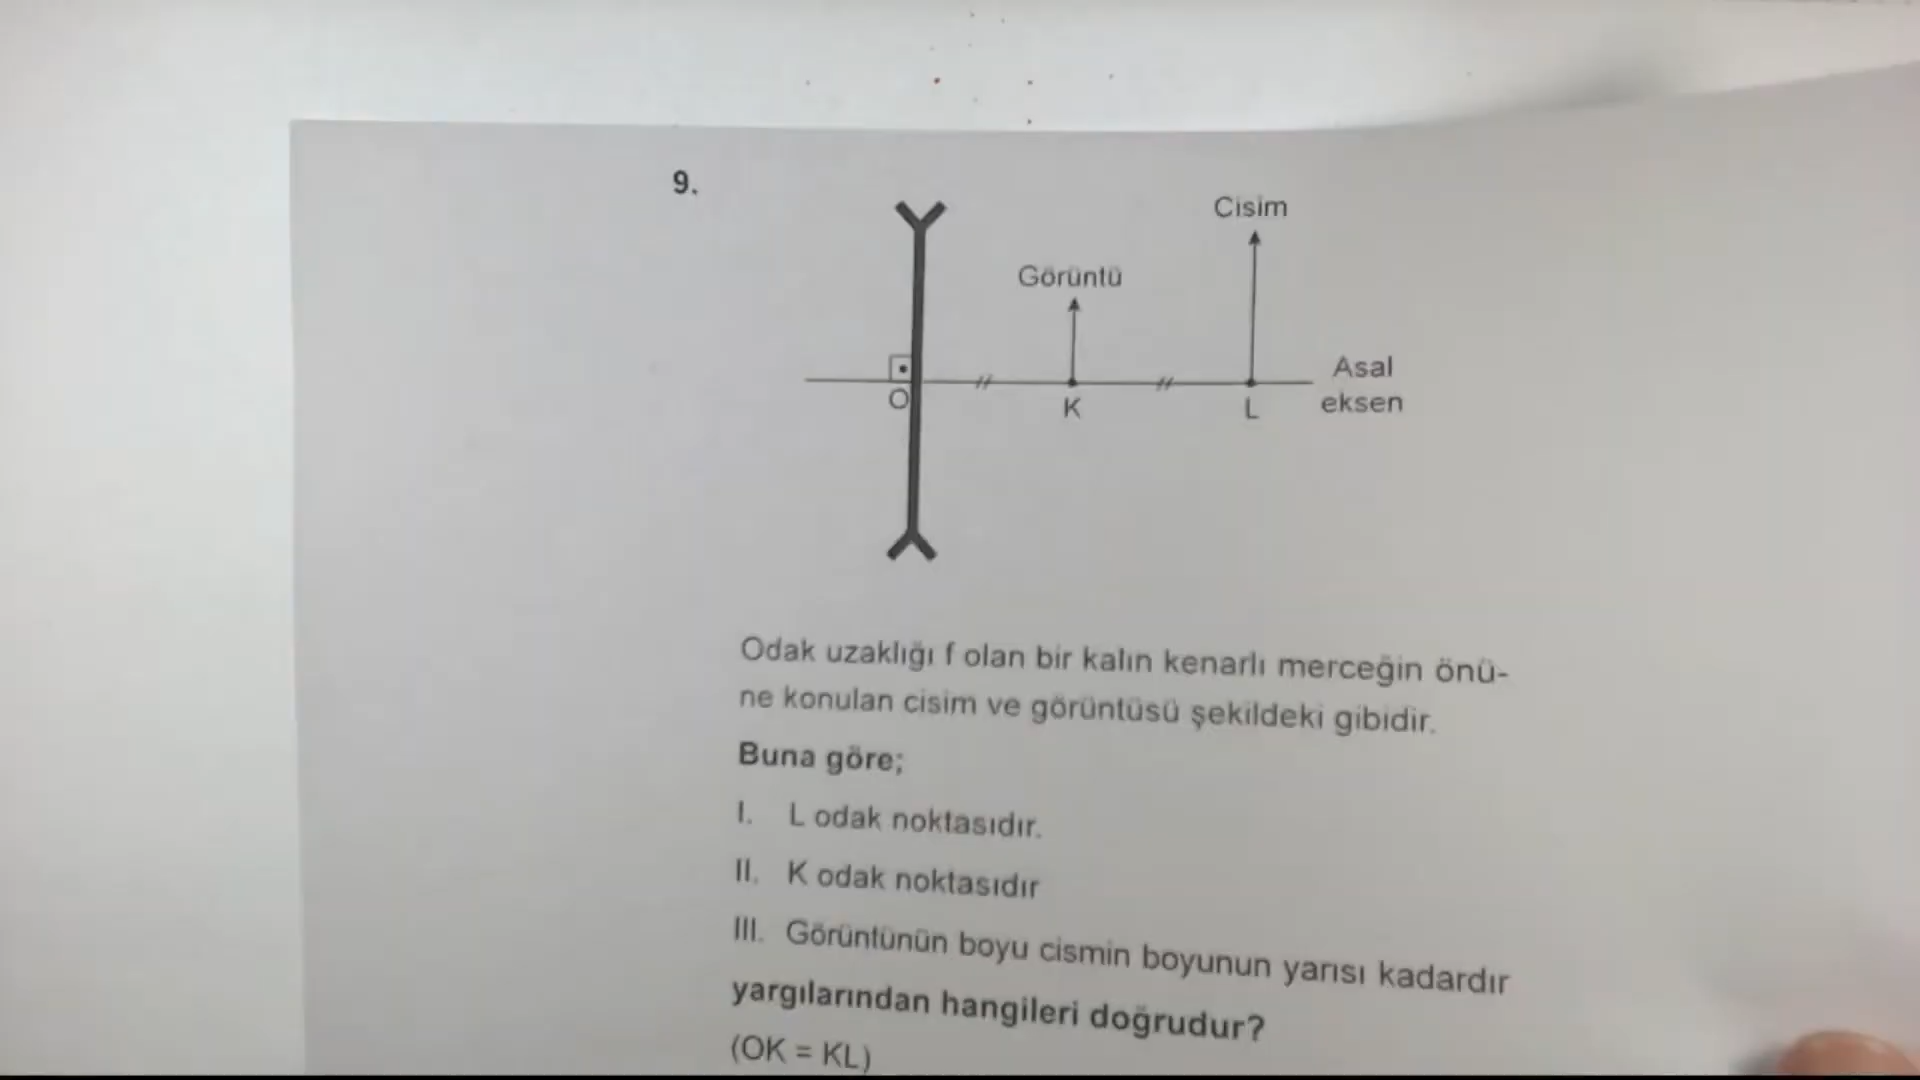 9.
Cisim
Görüntü
Asal
eksen
O
K
L
Odak uzaklığı f olan bir kalın kenarlı merceğin önü-
ne konulan cisim ve görüntüsü şekildeki gibidir.
Buna göre;
I. L odak noktasıdır.
II. K odak noktasıdır
III. Görüntünün boyu cismin boyunun yarısı kadardır
yargılarından hangileri doğrudur?
(OK = KL)